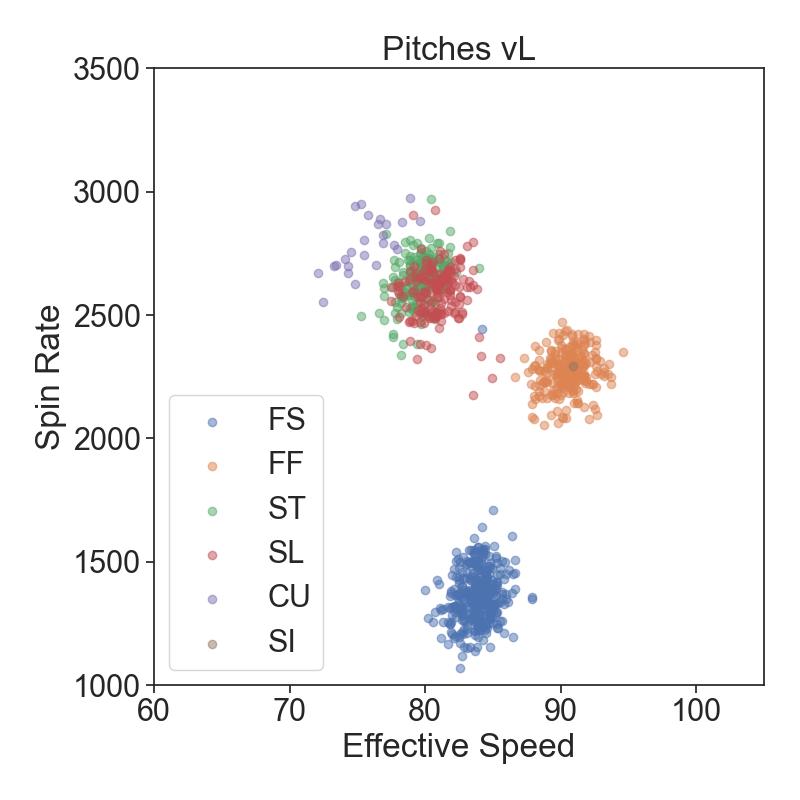 Pitches vL
3500
3000
2500
2000
1500
1000
Spin Rate
FS
FF
ST
SL
CU
SI
60 70 80 90 100
Effective Speed